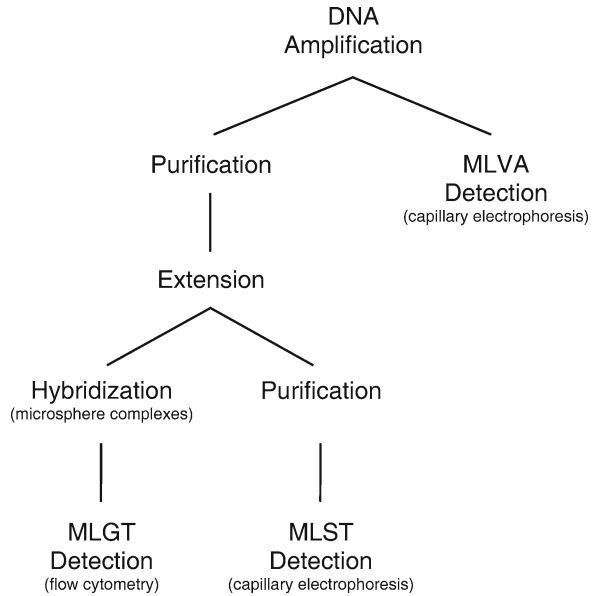 DNA
Amplification
Purification
MLVA
Detection
(capillary electrophoresis)
Extension
Hybridization
(microsphere complexes)
Purification
MLGT
Detection
(flow cytometry)
MLST
Detection
(capillary electrophoresis)